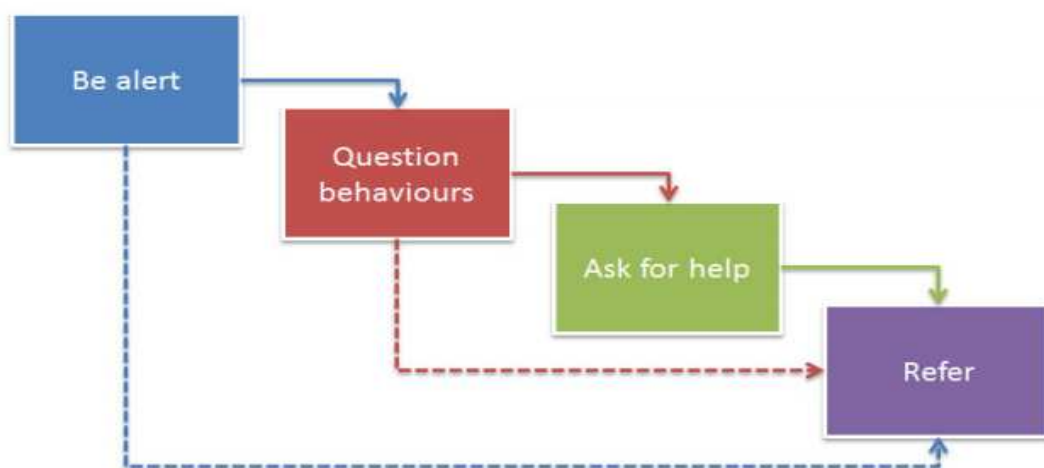 Be alert
Question
behaviours
Ask for help
Refer